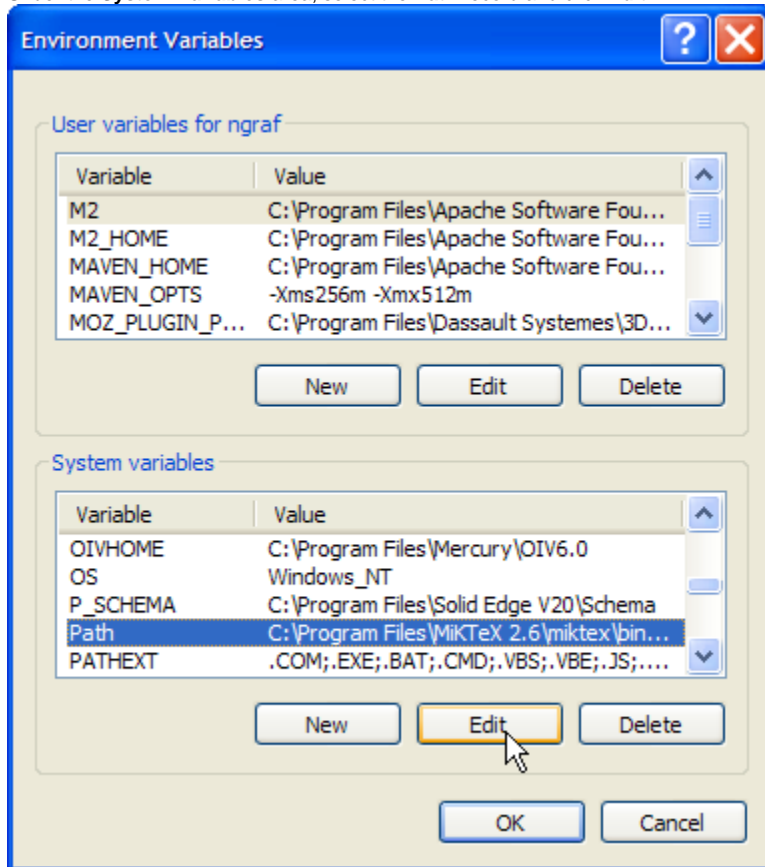 Environment Variables
User variables for ngraf
Variable Value
M2 C:\Program Files\Apache Software Fou...
M2_HOME C:\Program Files\Apache Software Fou...
MAVEN_HOME C:\Program Files\Apache Software Fou...
MAVEN_OPTS -Xms256m -Xmx512m
MOZ_PLUGIN_P... C:\Program Files\Dassault Systemes\3D...
New Edit Delete
System variables
Variable Value
OIVHOME C:\Program Files\Mercury\OIV6.0
OS Windows_NT
P_SCHEMA C:\Program Files\Solid Edge V20\Schema
Path C:\Program Files\MiKTeX 2.6\miktex\bin...
PATHEXT .COM;.EXE;.BAT;.CMD;.VBS;.VBE;.JS;....
New Edit Delete
OK Cancel